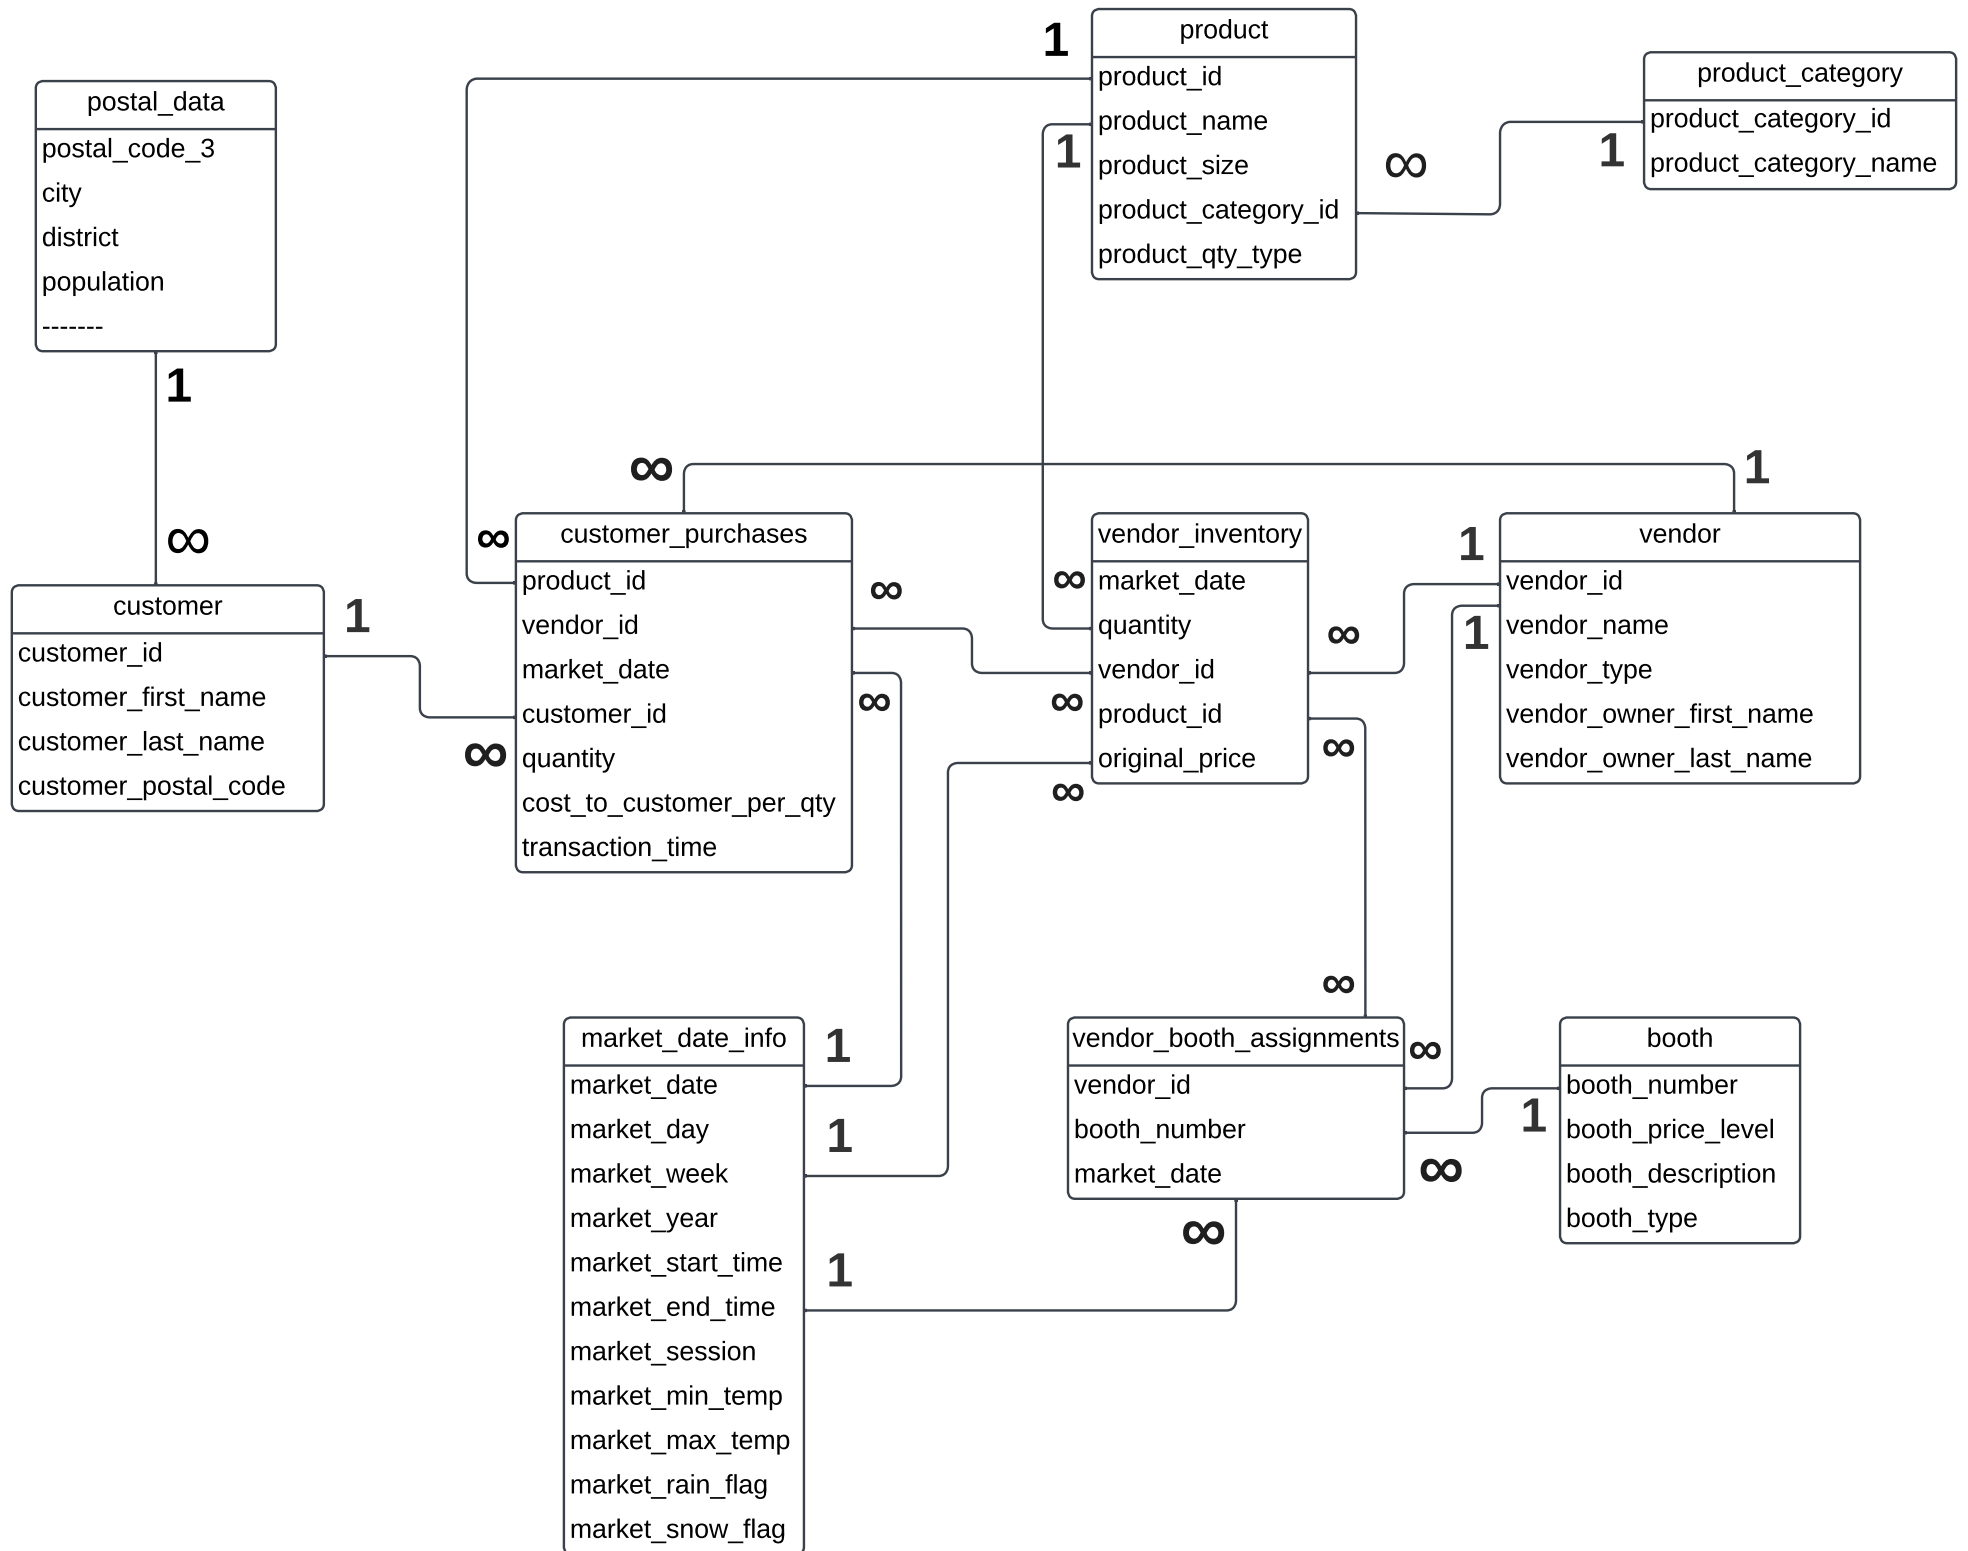 product
product_id
product_name
product_size
product_category_id
product_qty_type
1
1
product_category
product_category_id
product_category_name
∞
1
postal_data
postal_code_3
city
district
population
-------
1
∞
customer
customer_id
customer_first_name
customer_last_name
customer_postal_code
1
∞
∞
∞
customer_purchases
product_id
vendor_id
market_date
customer_id
quantity
cost_to_customer_per_qty
transaction_time
∞
∞
∞
∞
∞
vendor_inventory
market_date
quantity
vendor_id
product_id
original_price
∞
∞
1
1
1
vendor
vendor_id
vendor_name
vendor_type
vendor_owner_first_name
vendor_owner_last_name
market_date_info
market_date
market_day
market_week
market_year
market_start_time
market_end_time
market_session
market_min_temp
market_max_temp
market_rain_flag
market_snow_flag
1
1
1
∞
vendor_booth_assignments
vendor_id
booth_number
market_date
∞
∞
∞
1
booth
booth_number
booth_price_level
booth_description
booth_type